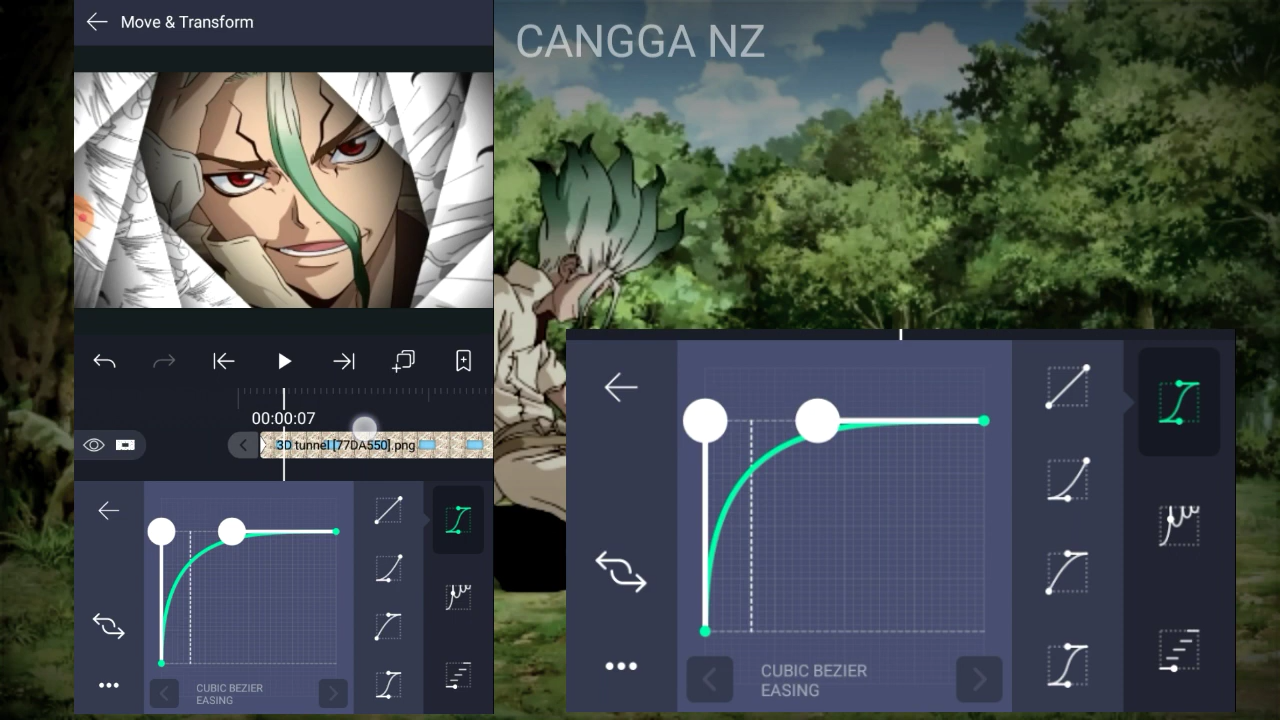 Move & Transform
CANGGA NZ
00:00:07
3D tunnel [77DA550].png
CUBIC BEZIER
EASING
CUBIC BEZIER
EASING